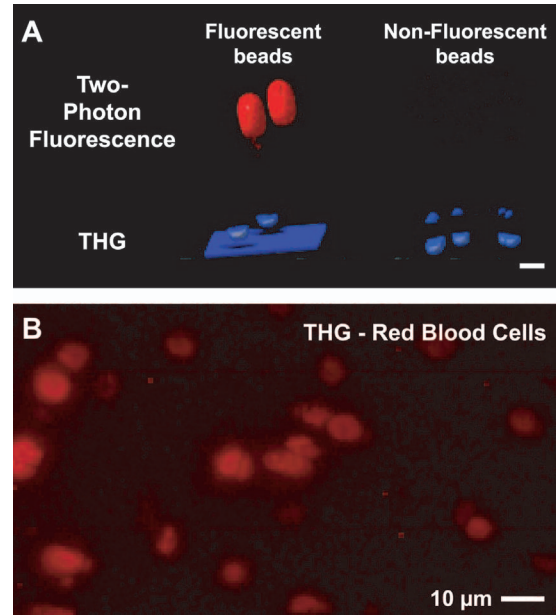 A
Fluorescent
beads
Non-Fluorescent
beads
Two-
Photon
Fluorescence
THG
B
THG - Red Blood Cells
10 µm